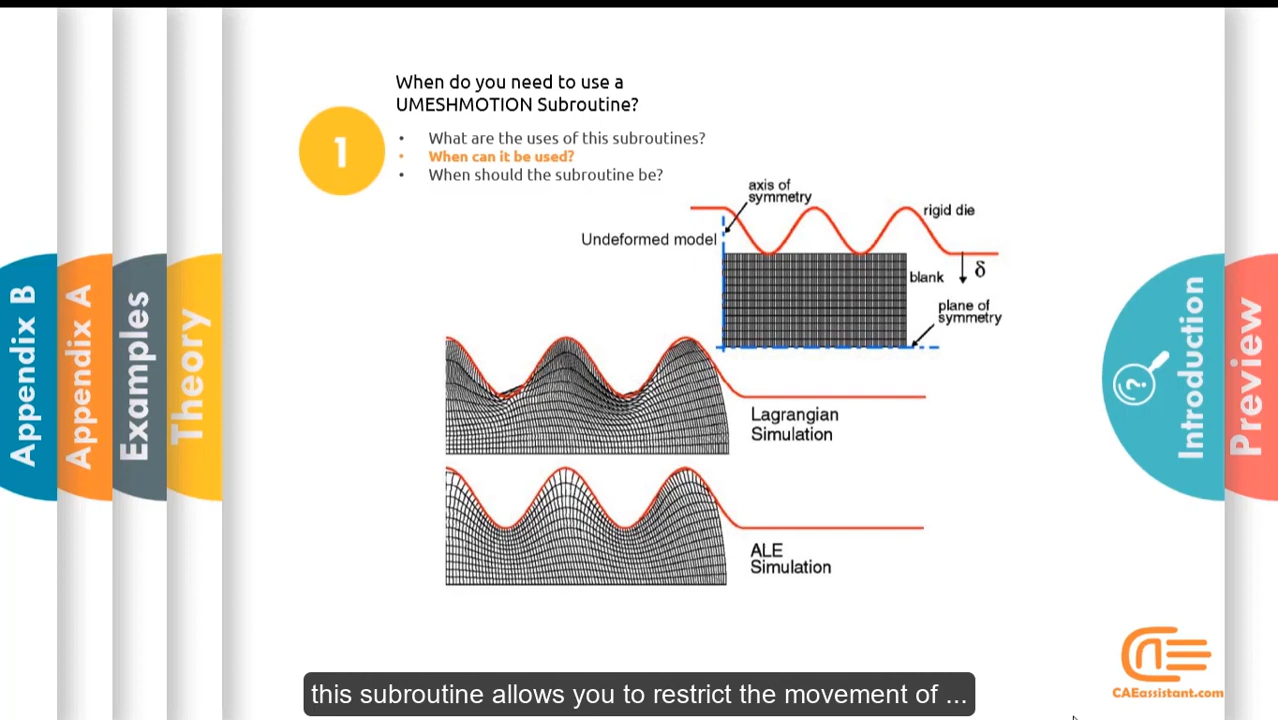 When do you need to use a
UMESHMOTION Subroutine?
1
• What are the uses of this subroutines?
• When can it be used?
• When should the subroutine be?
axis of
symmetry
rigid die
Undeformed model
δ
blank
plane of
symmetry
Lagrangian
Simulation
ALE
Simulation
Appendix B
Appendix A
Examples
Theory
?
Introduction
Preview
CAEassistant.com
this subroutine allows you to restrict the movement of ...